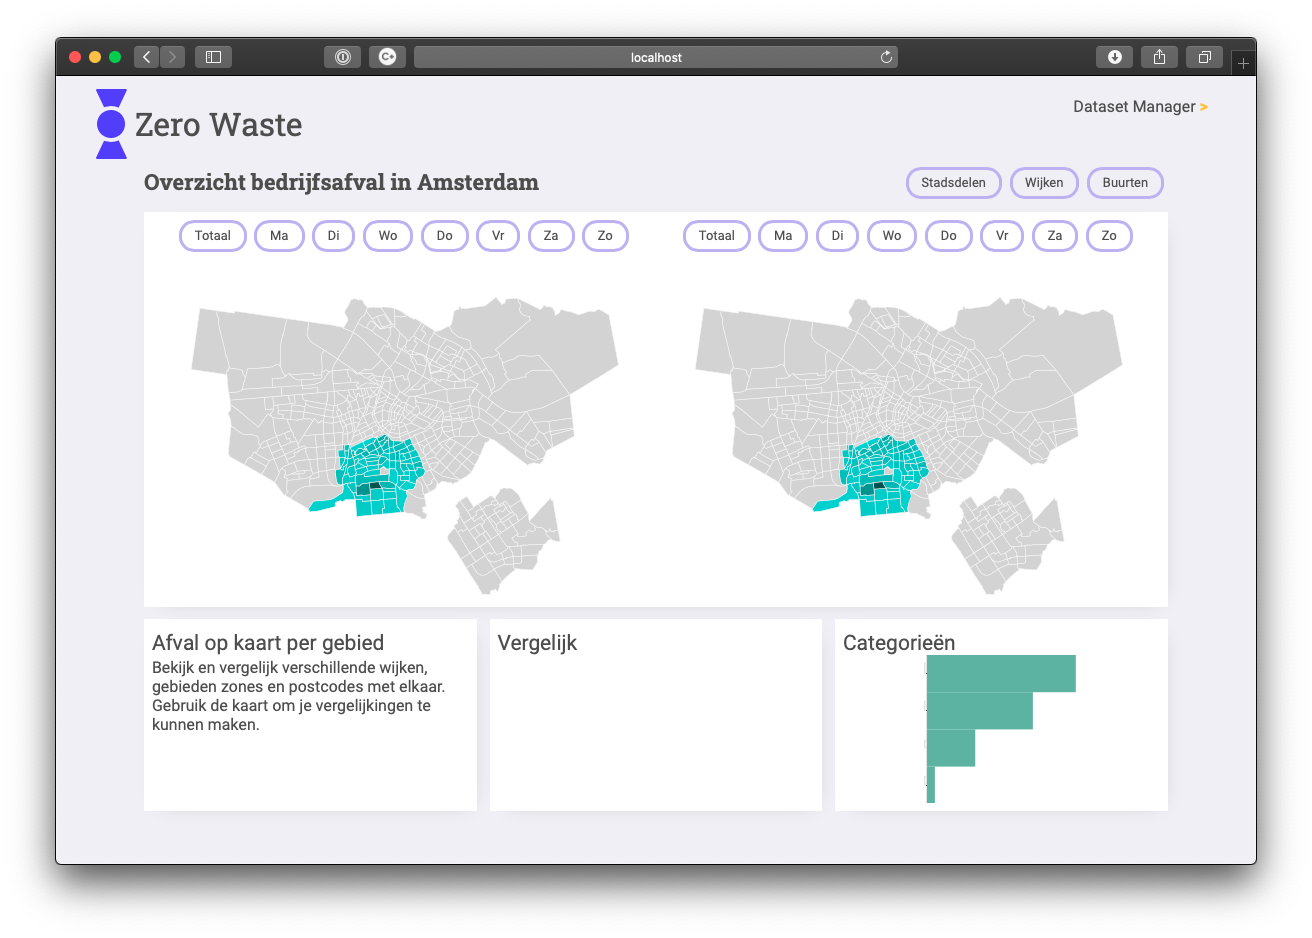 localhost
Zero Waste
Dataset Manager >
Overzicht bedrijfsafval in Amsterdam
Stadsdelen Wijken Buurten
Totaal Ma Di Wo Do Vr Za Zo
Totaal Ma Di Wo Do Vr Za Zo
Afval op kaart per gebied
Bekijk en vergelijk verschillende wijken,
gebieden zones en postcodes met elkaar.
Gebruik de kaart om je vergelijkingen te
kunnen maken.
Vergelijk
Categorieën